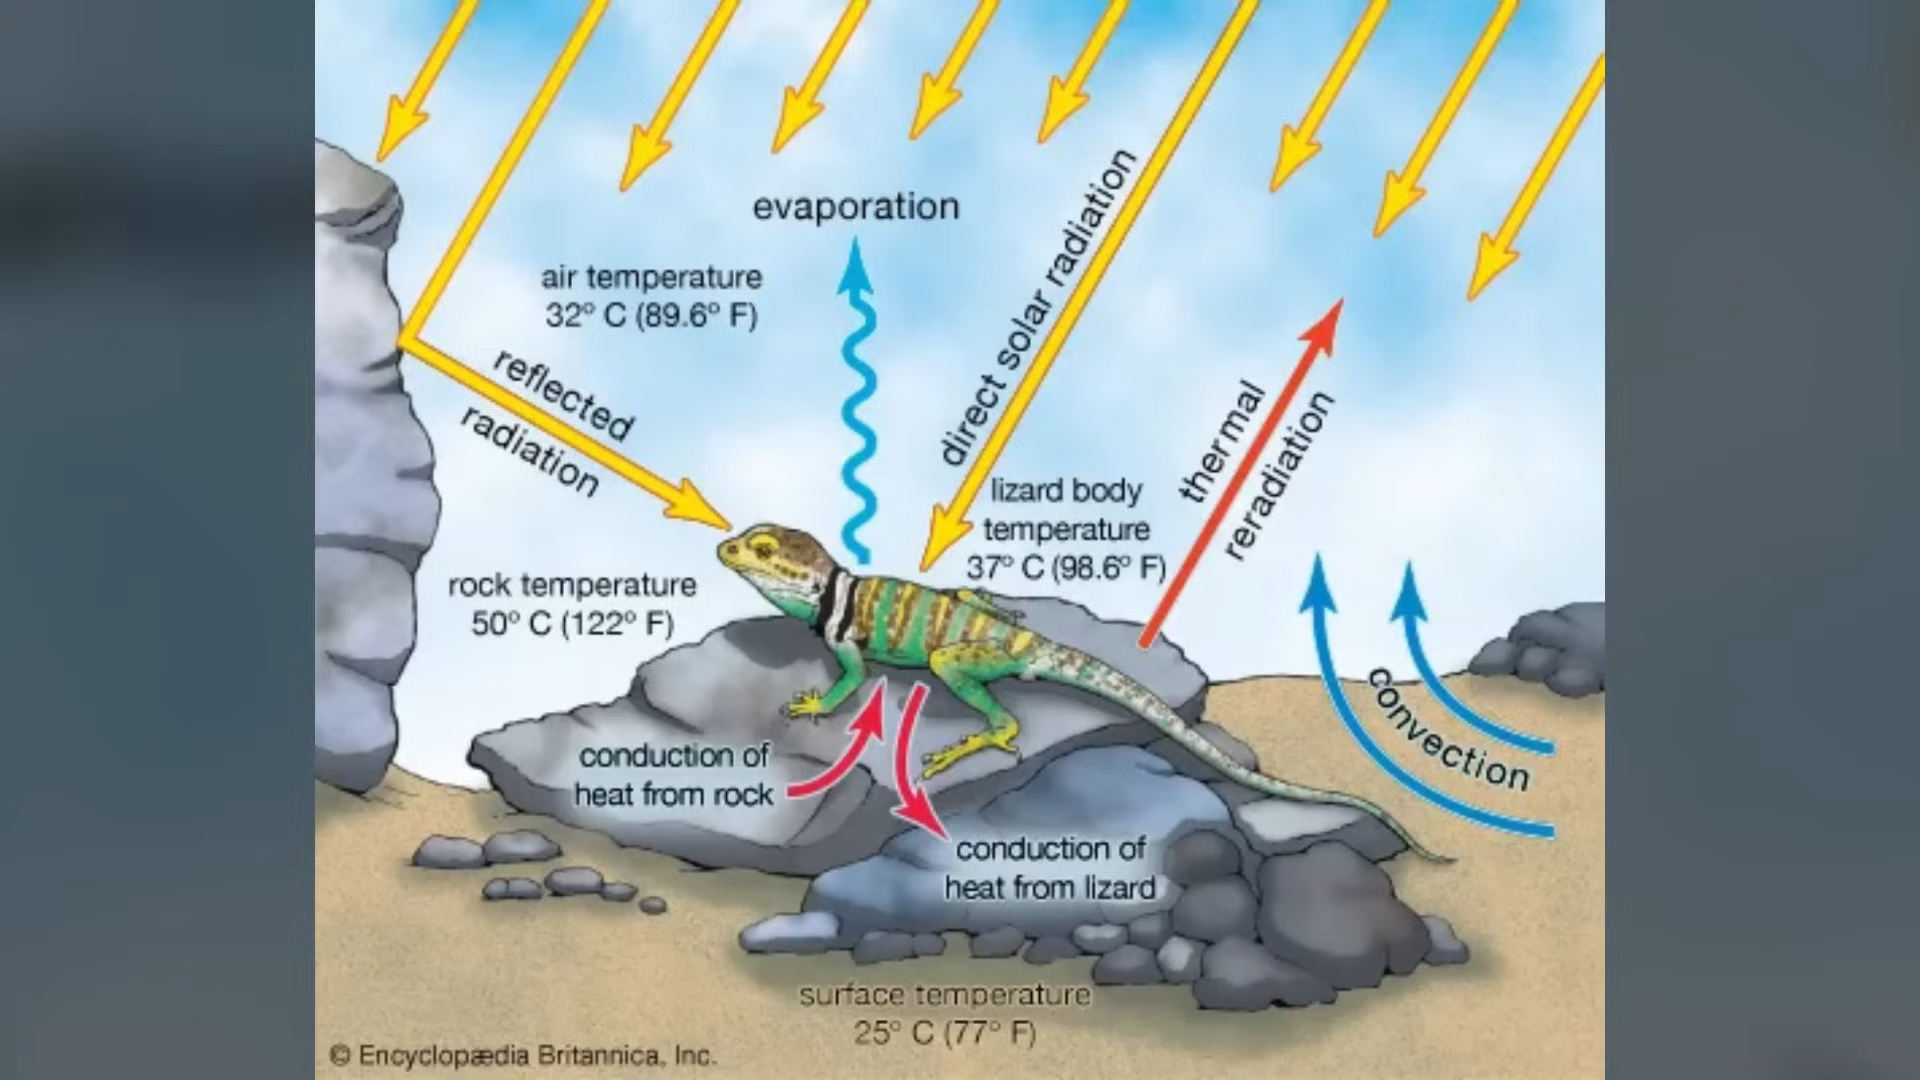 evaporation
air temperature
32° C (89.6° F)
direct solar radiation
reflected
radiation
thermal
reradiation
lizard body
temperature
37° C (98.6° F)
rock temperature
50° C (122° F)
convection
conduction of
heat from rock
conduction of
heat from lizard
surface temperature
25° C (77° F)
© Encyclopædia Britannica, Inc.